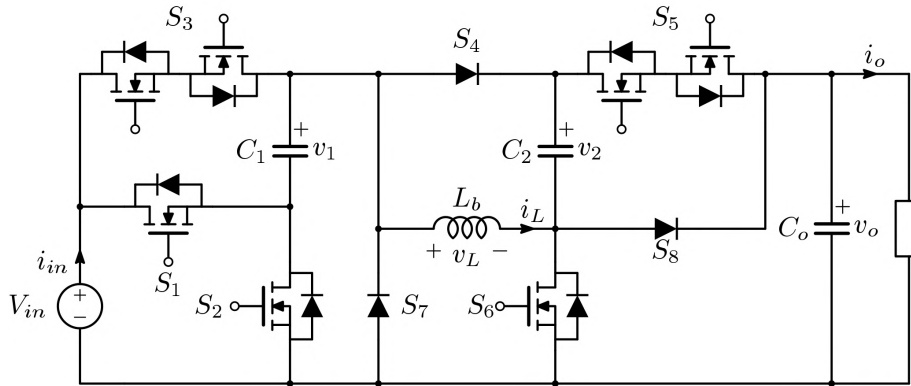 S3
S5
S4
io
+
+
C1
v1
C2
v2
Lb
iL
+
+ vL −
S8
Co
vo
iin
S1
Vin
+
−
S2
S7
S6